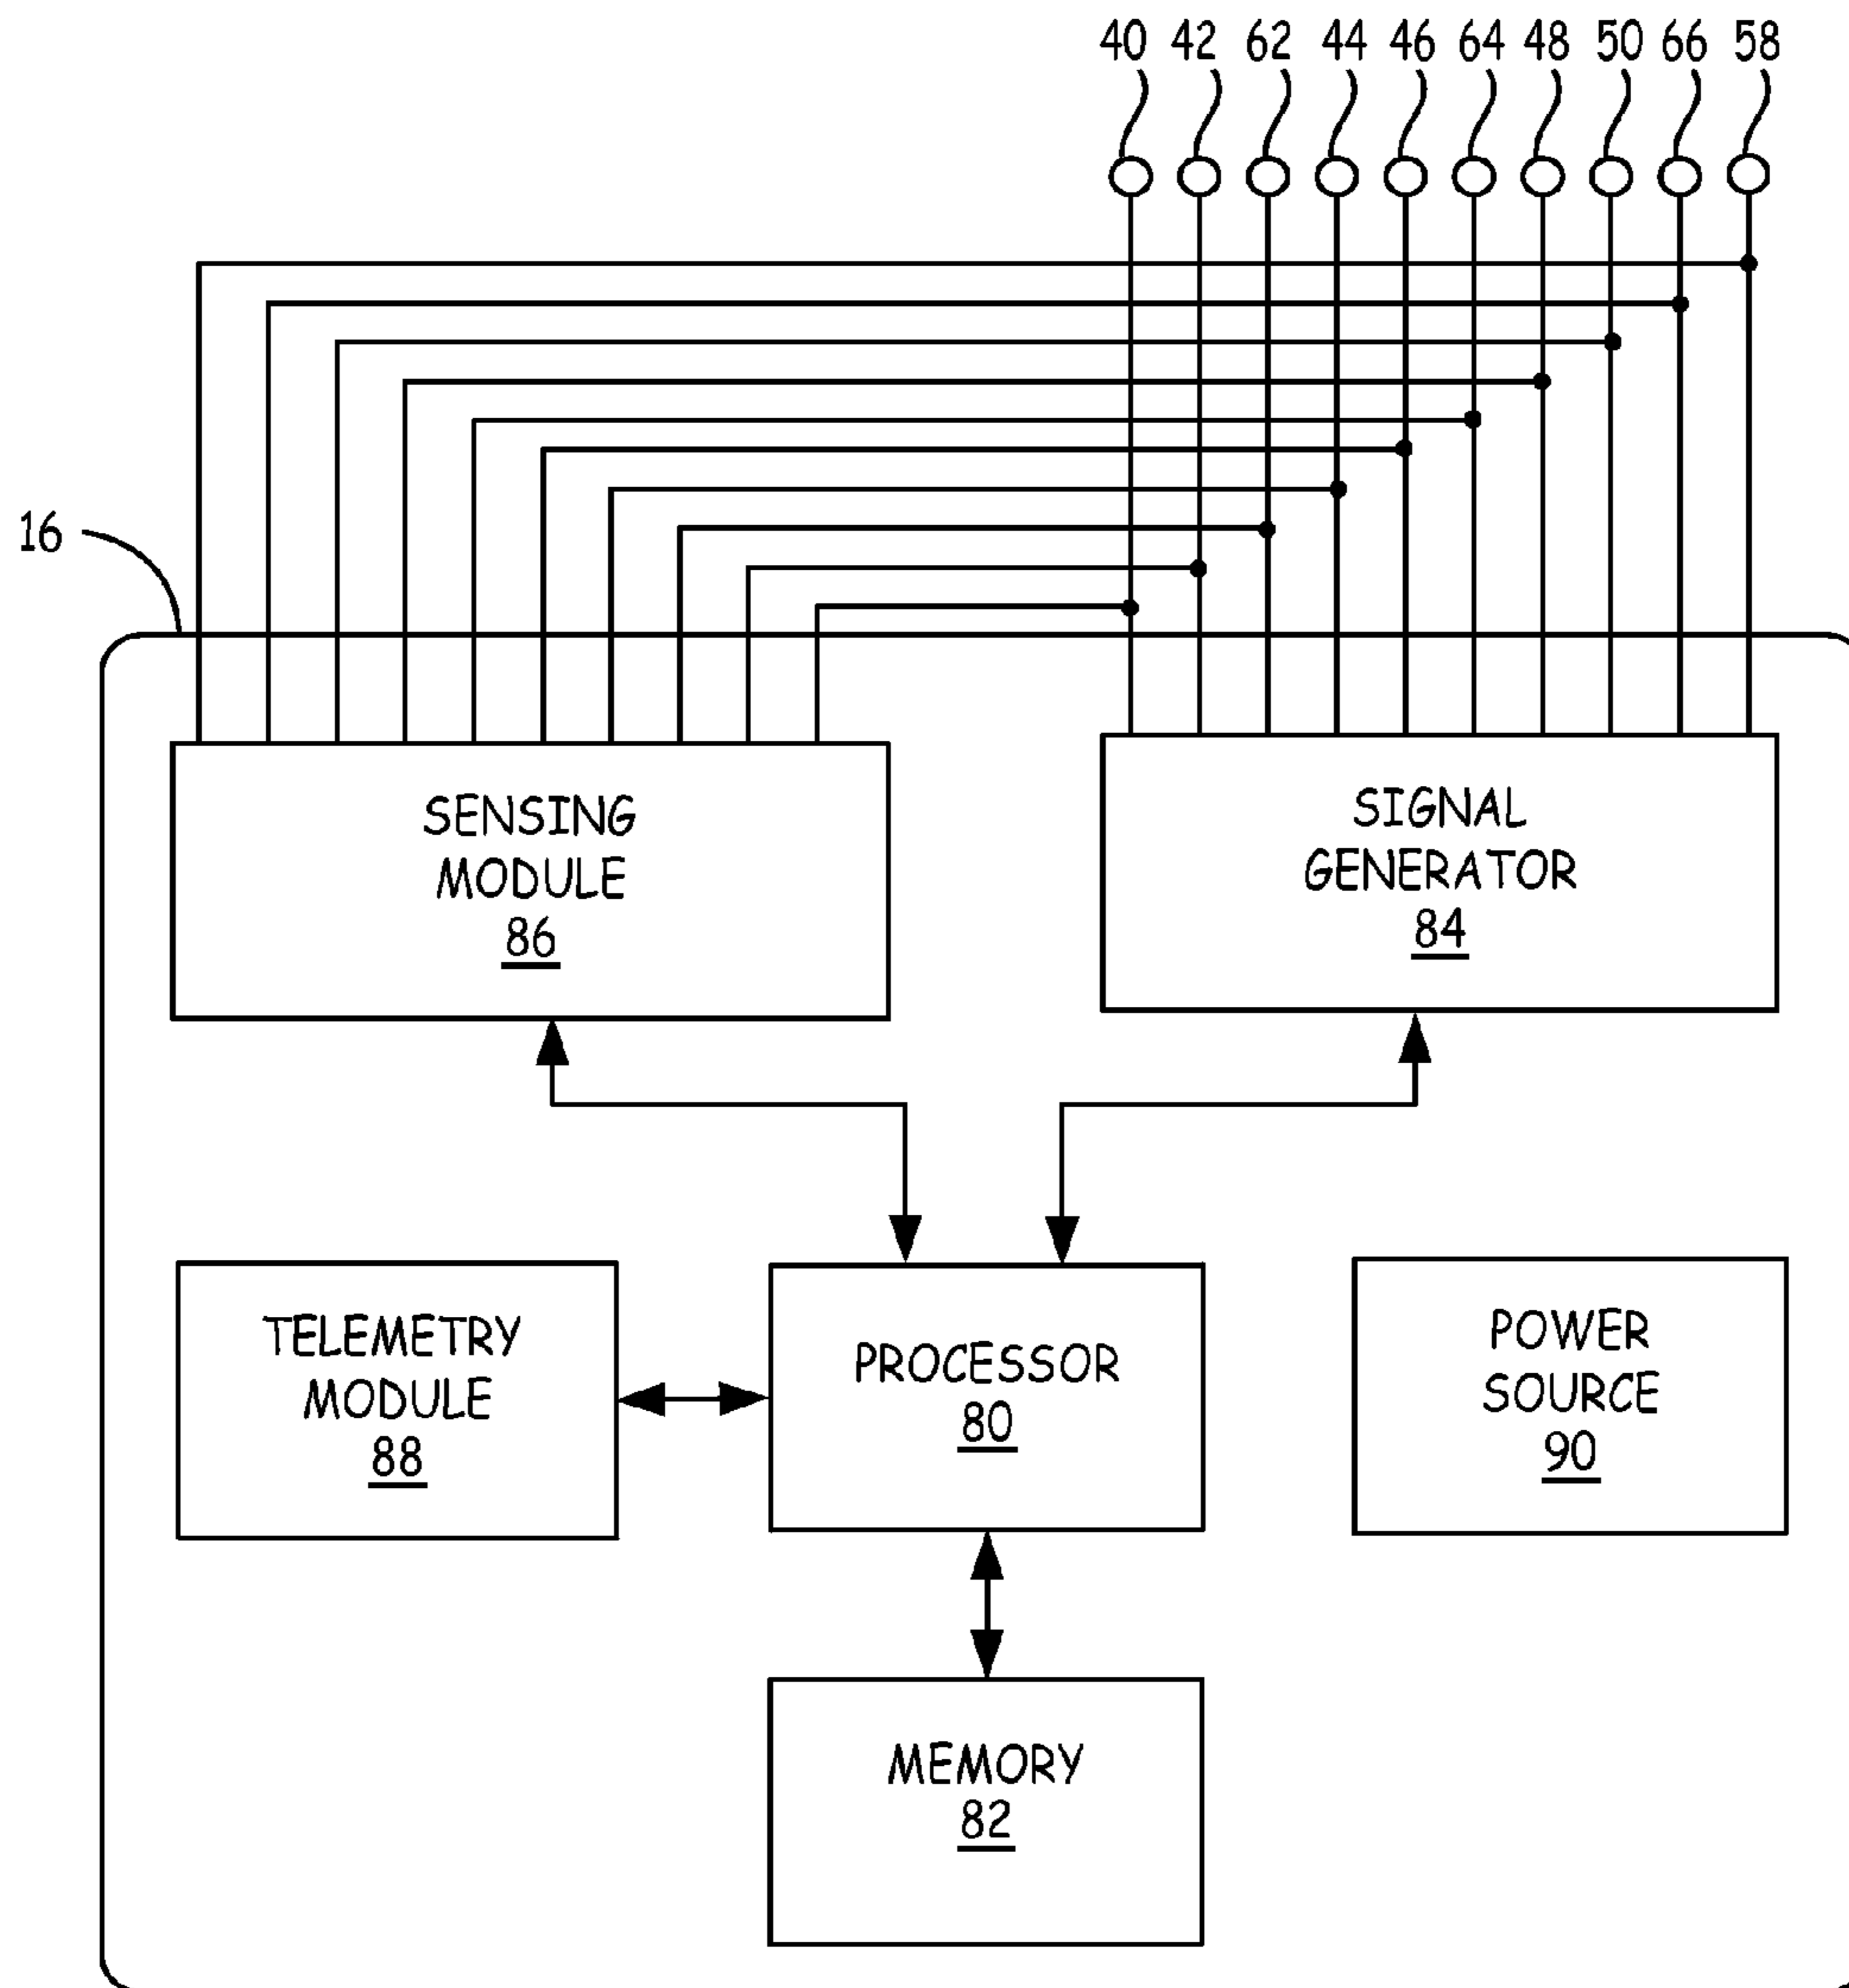 40 42 62 44 46 64 48 50 66 58
16
SENSING
MODULE
86
SIGNAL
GENERATOR
84
TELEMETRY
MODULE
88
PROCESSOR
80
POWER
SOURCE
90
MEMORY
82